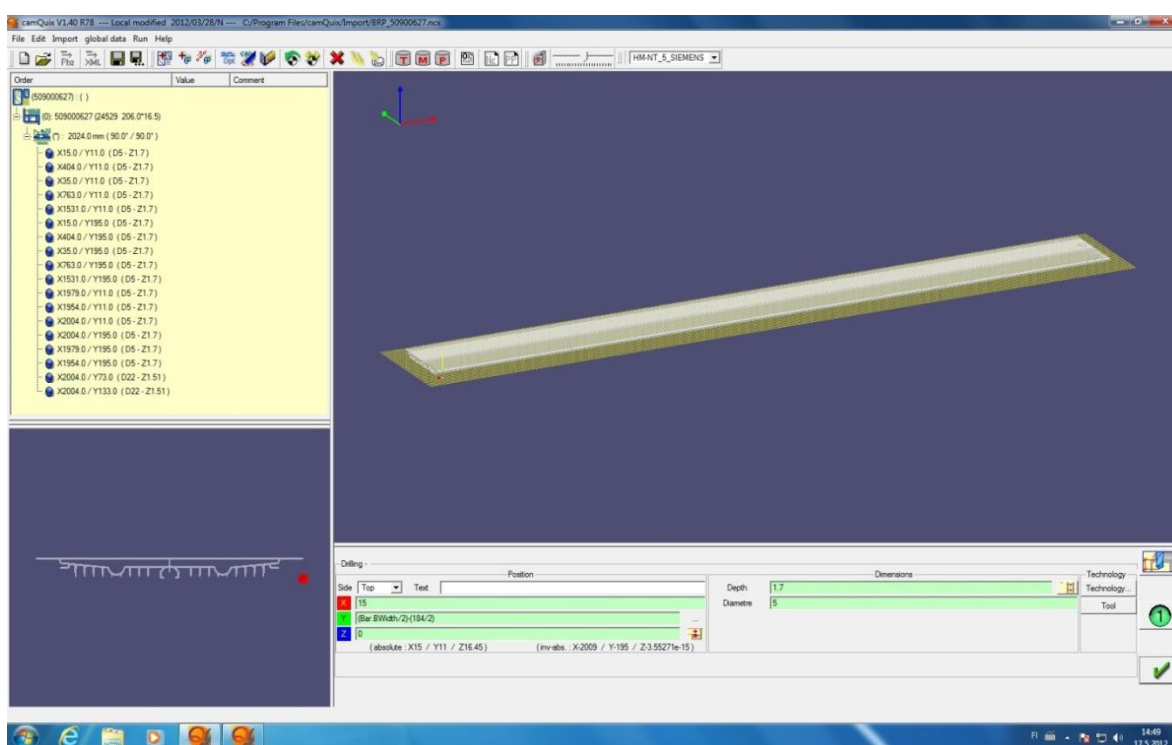 camQuix V1.40 R78 --- Local modified 2012/03/28/N ---- C:/Program Files/camQuix/Import/BRP_50900627.ncx
File Edit Import global data Run Help
HM-NT_5_SIEMENS
Order Value Comment
(509000627) : ( )
(0): 509000627 (24529 206.0*16.5)
(*) : 2024.0 mm ( 90.0° / 90.0° )
X15.0 / Y11.0 ( D5 - Z1.7 )
X404.0 / Y11.0 ( D5 - Z1.7 )
X35.0 / Y11.0 ( D5 - Z1.7 )
X763.0 / Y11.0 ( D5 - Z1.7 )
X1531.0 / Y11.0 ( D5 - Z1.7 )
X15.0 / Y195.0 ( D5 - Z1.7 )
X404.0 / Y195.0 ( D5 - Z1.7 )
X35.0 / Y195.0 ( D5 - Z1.7 )
X763.0 / Y195.0 ( D5 - Z1.7 )
X1531.0 / Y195.0 ( D5 - Z1.7 )
X1979.0 / Y11.0 ( D5 - Z1.7 )
X1954.0 / Y11.0 ( D5 - Z1.7 )
X2004.0 / Y11.0 ( D5 - Z1.7 )
X2004.0 / Y195.0 ( D5 - Z1.7 )
X1979.0 / Y195.0 ( D5 - Z1.7 )
X1954.0 / Y195.0 ( D5 - Z1.7 )
X2004.0 / Y73.0 ( D22 - Z1.51 )
X2004.0 / Y133.0 ( D22 - Z1.51 )
Drilling -
Position Dimensions Technology
Side Top Text Depth 1.7 Technology...
X 15 Diametre 5 Tool
Y (Bar.BWidth/2)-(184/2) ...
Z 0
( absolute : X15 / Y11 / Z16.45 ) ( inv-abs. : X-2009 / Y-195 / Z-3.55271e-15 )
1
FI 14:49
17.5.2012